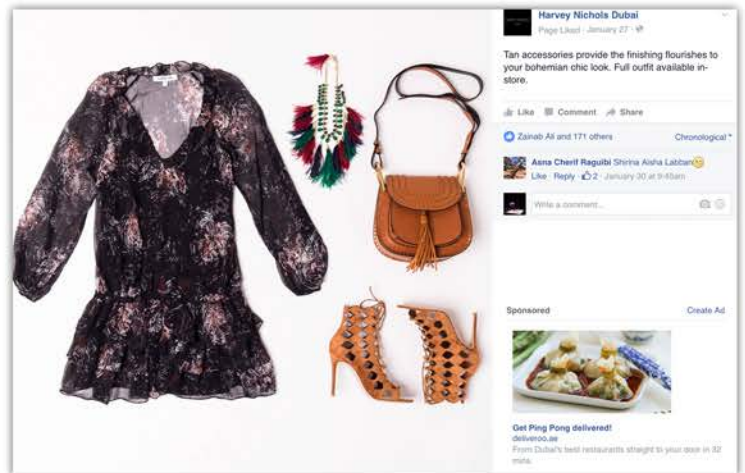 Harvey Nichols Dubai
Page Liked · January 27 ·
Tan accessories provide the finishing flourishes to
your bohemian chic look. Full outfit available in-
store.
Like Comment Share
Zainab Ali and 171 others Chronological
Asna Cherif Raguibi Shirina Aisha Labban
Like · Reply · 2 · January 30 at 9:46am
Write a comment...
Sponsored Create Ad
Get Ping Pong delivered!
deliveroo.ae
From Dubai's best restaurants straight to your door in 32
mins.